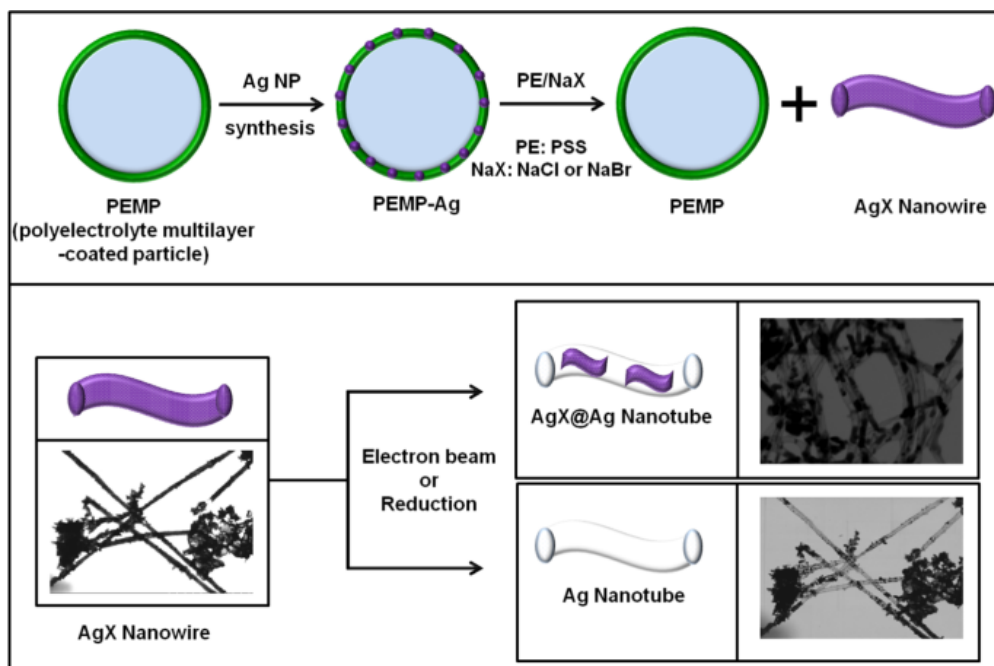 Ag NP
synthesis
PE/NaX
PE: PSS
NaX: NaCl or NaBr
PEMP
(polyelectrolyte multilayer
-coated particle)
PEMP-Ag
PEMP
AgX Nanowire
AgX@Ag Nanotube
Electron beam
or
Reduction
Ag Nanotube
AgX Nanowire